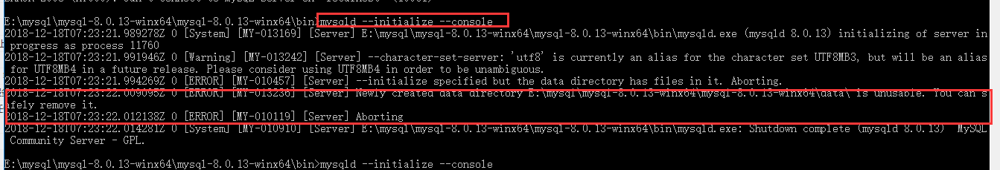 E:\mysql\mysql-8.0.13-winx64\mysql-8.0.13-winx64\bin>mysqld --initialize --console
2018-12-18T07:23:21.989278Z 0 [System] [MY-013169] [Server] E:\mysql\mysql-8.0.13-winx64\mysql-8.0.13-winx64\bin\mysqld.exe (mysqld 8.0.13) initializing of server in
progress as process 11760
2018-12-18T07:23:21.991946Z 0 [Warning] [MY-013242] [Server] --character-set-server: 'utf8' is currently an alias for the character set UTF8MB3, but will be an alias
for UTF8MB4 in a future release. Please consider using UTF8MB4 in order to be unambiguous.
2018-12-18T07:23:21.994269Z 0 [ERROR] [MY-010457] [Server] --initialize specified but the data directory has files in it. Aborting.
2018-12-18T07:23:22.009095Z 0 [ERROR] [MY-013236] [Server] Newly created data directory E:\mysql\mysql-8.0.13-winx64\mysql-8.0.13-winx64\data\ is unusable. You can s
afely remove it.
2018-12-18T07:23:22.012138Z 0 [ERROR] [MY-010119] [Server] Aborting
2018-12-18T07:23:22.014281Z 0 [System] [MY-010910] [Server] E:\mysql\mysql-8.0.13-winx64\mysql-8.0.13-winx64\bin\mysqld.exe: Shutdown complete (mysqld 8.0.13)  MySQL
Community Server - GPL.
E:\mysql\mysql-8.0.13-winx64\mysql-8.0.13-winx64\bin>mysqld --initialize --console